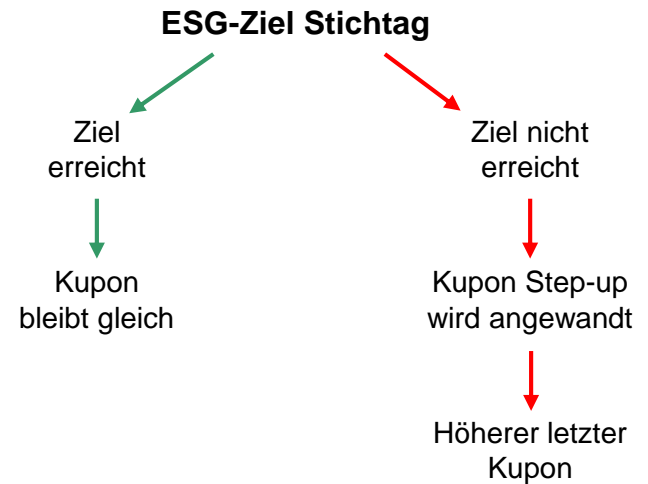 ESG-Ziel Stichtag
Ziel
erreicht
Ziel nicht
erreicht
Kupon
bleibt gleich
Kupon Step-up
wird angewandt
Höherer letzter
Kupon